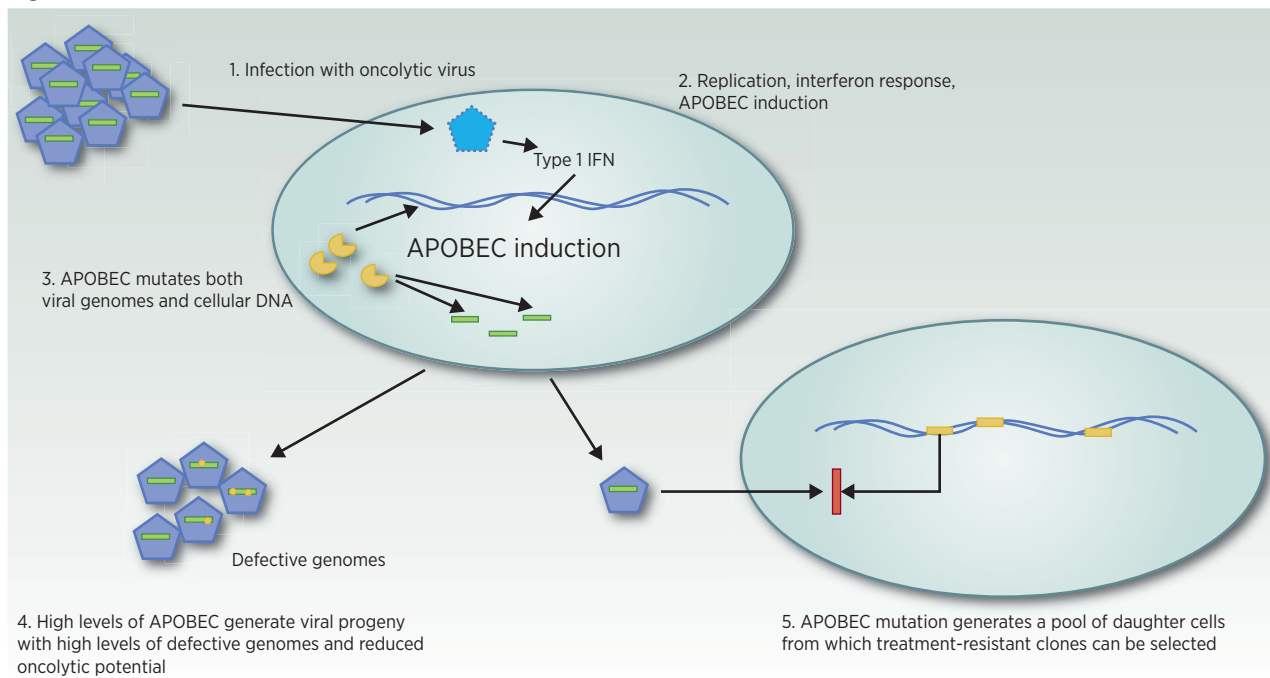 1. Infection with oncolytic virus
2. Replication, interferon response,
APOBEC induction
Type 1 IFN
APOBEC induction
3. APOBEC mutates both
viral genomes and cellular DNA
Defective genomes
4. High levels of APOBEC generate viral progeny
with high levels of defective genomes and reduced
oncolytic potential
5. APOBEC mutation generates a pool of daughter cells
from which treatment-resistant clones can be selected